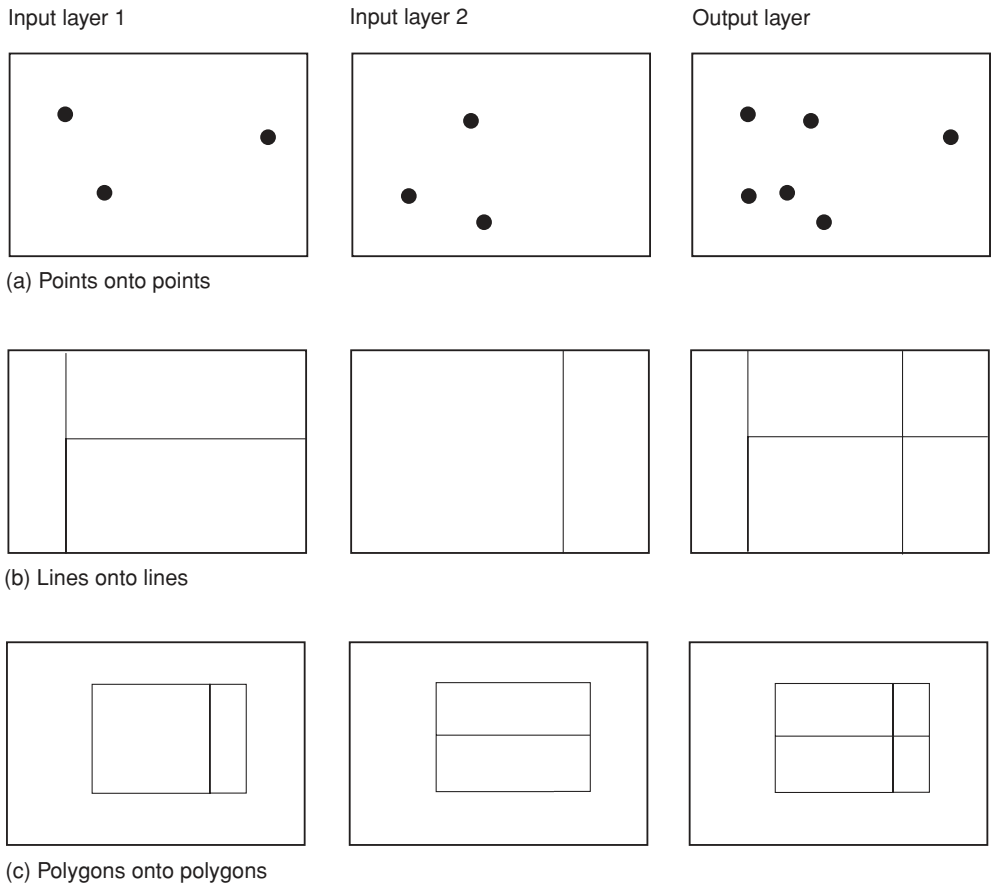 Input layer 1
Input layer 2
Output layer
(a) Points onto points
(b) Lines onto lines
(c) Polygons onto polygons